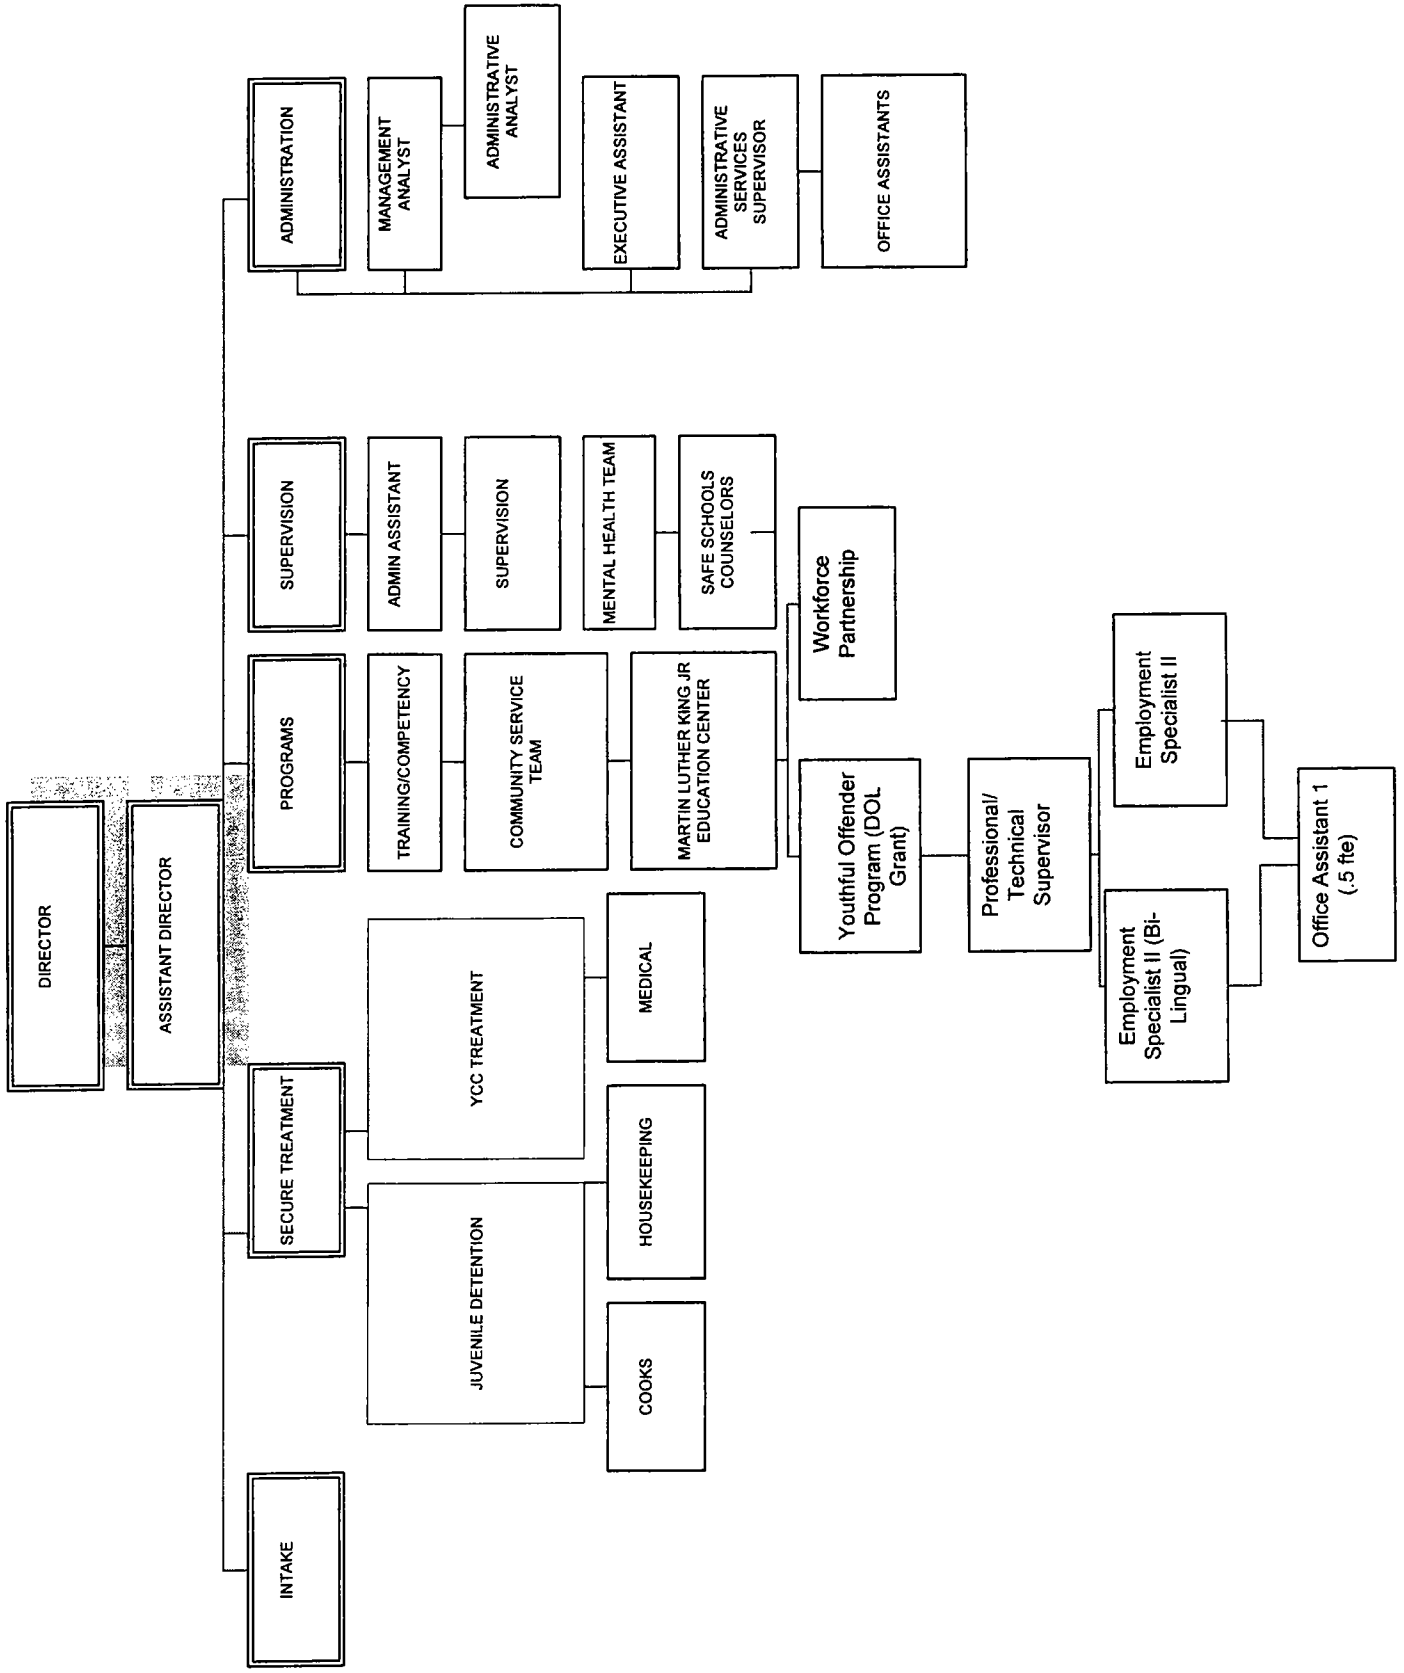 DIRECTOR
ASSISTANT DIRECTOR
INTAKE
SECURE TREATMENT
PROGRAMS
SUPERVISION
ADMINISTRATION
JUVENILE DETENTION
YCC TREATMENT
COOKS
HOUSEKEEPING
MEDICAL
TRAINING/COMPETENCY
COMMUNITY SERVICE
TEAM
MARTIN LUTHER KING JR
EDUCATION CENTER
ADMIN ASSISTANT
SUPERVISION
MENTAL HEALTH TEAM
SAFE SCHOOLS
COUNSELORS
MANAGEMENT
ANALYST
ADMINISTRATIVE
ANALYST
EXECUTIVE ASSISTANT
ADMINISTRATIVE
SERVICES
SUPERVISOR
OFFICE ASSISTANTS
Youthful Offender
Program (DOL
Grant)
Workforce
Partnership
Professional/
Technical
Supervisor
Employment
Specialist II (Bi-
Lingual)
Employment
Specialist II
Office Assistant 1
(.5 fte)